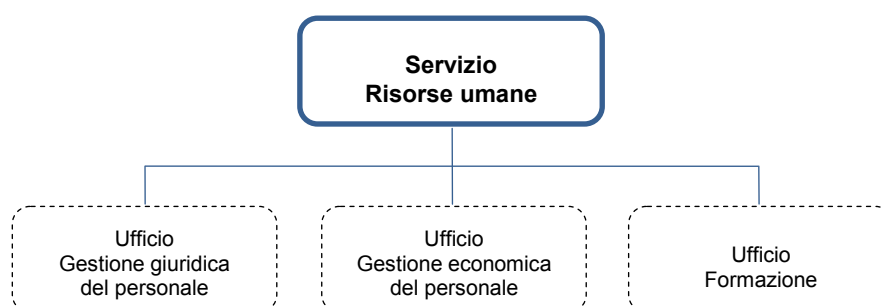 Servizio
Risorse umane
Ufficio
Gestione giuridica
del personale
Ufficio
Gestione economica
del personale
Ufficio
Formazione